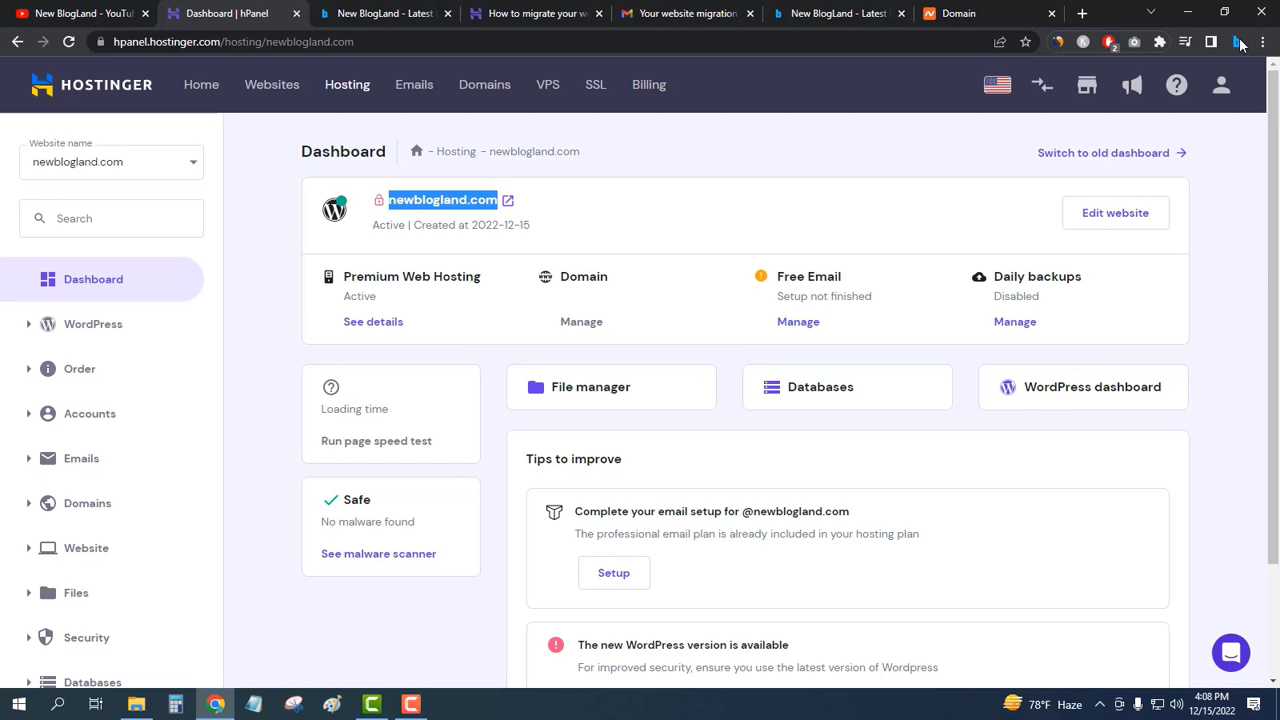 New BlogLand - YouTu
Dashboard | hPanel
New BlogLand - Latest
How to migrate your w
Your website migration
New BlogLand - Latest
Domain
hpanel.hostinger.com/hosting/newblogland.com
2
HOSTINGER
Home
Websites
Hosting
Emails
Domains
VPS
SSL
Billing
Website name
newblogland.com
Search
Dashboard
WordPress
Order
Accounts
Emails
Domains
Website
Files
Security
Databases
Dashboard
- Hosting - newblogland.com
Switch to old dashboard
newblogland.com
Active | Created at 2022-12-15
Edit website
Premium Web Hosting
Active
See details
Domain
Manage
Free Email
Setup not finished
Manage
Daily backups
Disabled
Manage
Loading time
Run page speed test
Safe
No malware found
See malware scanner
File manager
Databases
WordPress dashboard
Tips to improve
Complete your email setup for @newblogland.com
The professional email plan is already included in your hosting plan
Setup
The new WordPress version is available
For improved security, ensure you use the latest version of Wordpress
78°F Haze
4:08 PM
12/15/2022